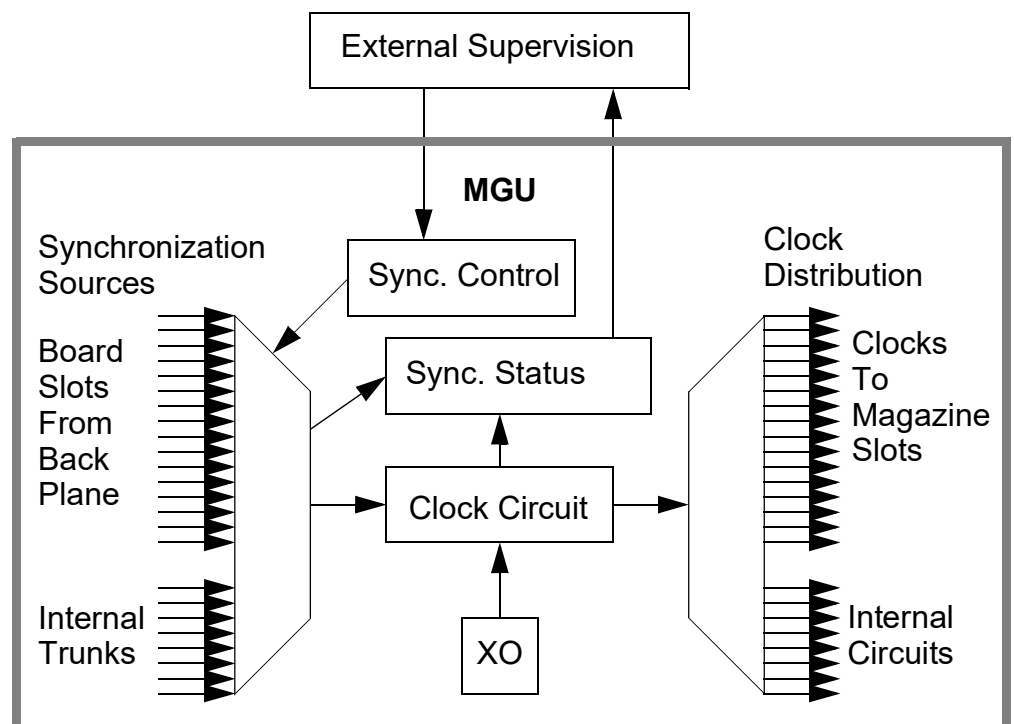 External Supervision
MGU
Synchronization
Sources
Sync. Control
Clock
Distribution
Board
Slots
From
Back
Plane
Sync. Status
Clocks
To
Magazine
Slots
Clock Circuit
Internal
Trunks
XO
Internal
Circuits